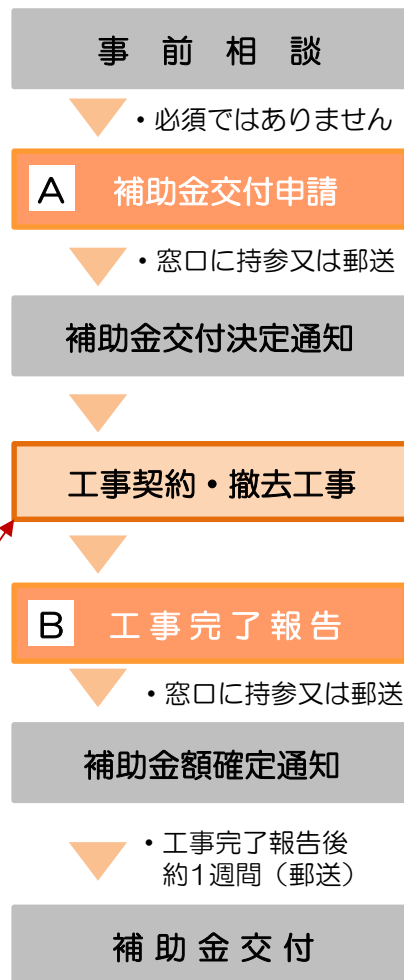 事前相談
・必須ではありません
A 補助金交付申請
・窓口に持参又は郵送
補助金交付決定通知
工事契約・撤去工事
B 工事完了報告
・窓口に持参又は郵送
補助金額確定通知
・工事完了報告後
約1週間（郵送）
補助金交付